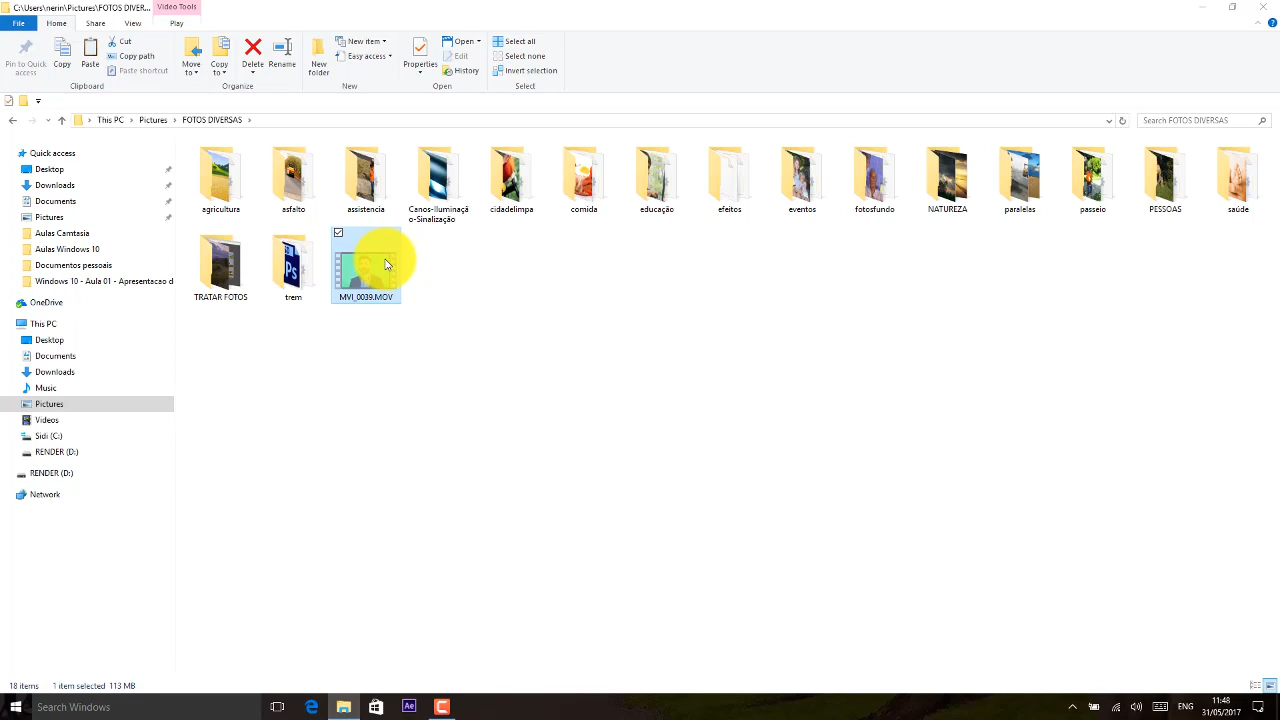 C:\Users\nerin\Pictures\FOTOS DIVER...
Video Tools
File
Home
Share
View
Play
Pin to Quick access
Copy
Paste
Cut
Copy path
Paste shortcut
Clipboard
Move to
Copy to
Delete
Rename
Organize
New folder
New item
Easy access
New
Properties
Open
Edit
History
Open
Select all
Select none
Invert selection
Select
This PC
Pictures
FOTOS DIVERSAS
Search FOTOS DIVERSAS
Quick access
Desktop
Downloads
Documents
Pictures
Aulas Camtasia
Aulas Windows 10
Documentos pessoais
Windows 10 - Aula 01 - Apresentacao d
OneDrive
This PC
Desktop
Documents
Downloads
Music
Pictures
Videos
Sidi (C:)
RENDER (D:)
RENDER (D:)
Network
agricultura
asfalto
assistencia
Canos-Iluminaçã
o-Sinalização
cidadelimpa
comida
educação
efeitos
eventos
fotosfundo
NATUREZA
paralelas
passeio
PESSOAS
saúde
TRATAR FOTOS
Ps
trem
MVI_0039.MOV
18 items
1 item selected 113 MB
Search Windows
Ae
ENG
11:48
31/05/2017